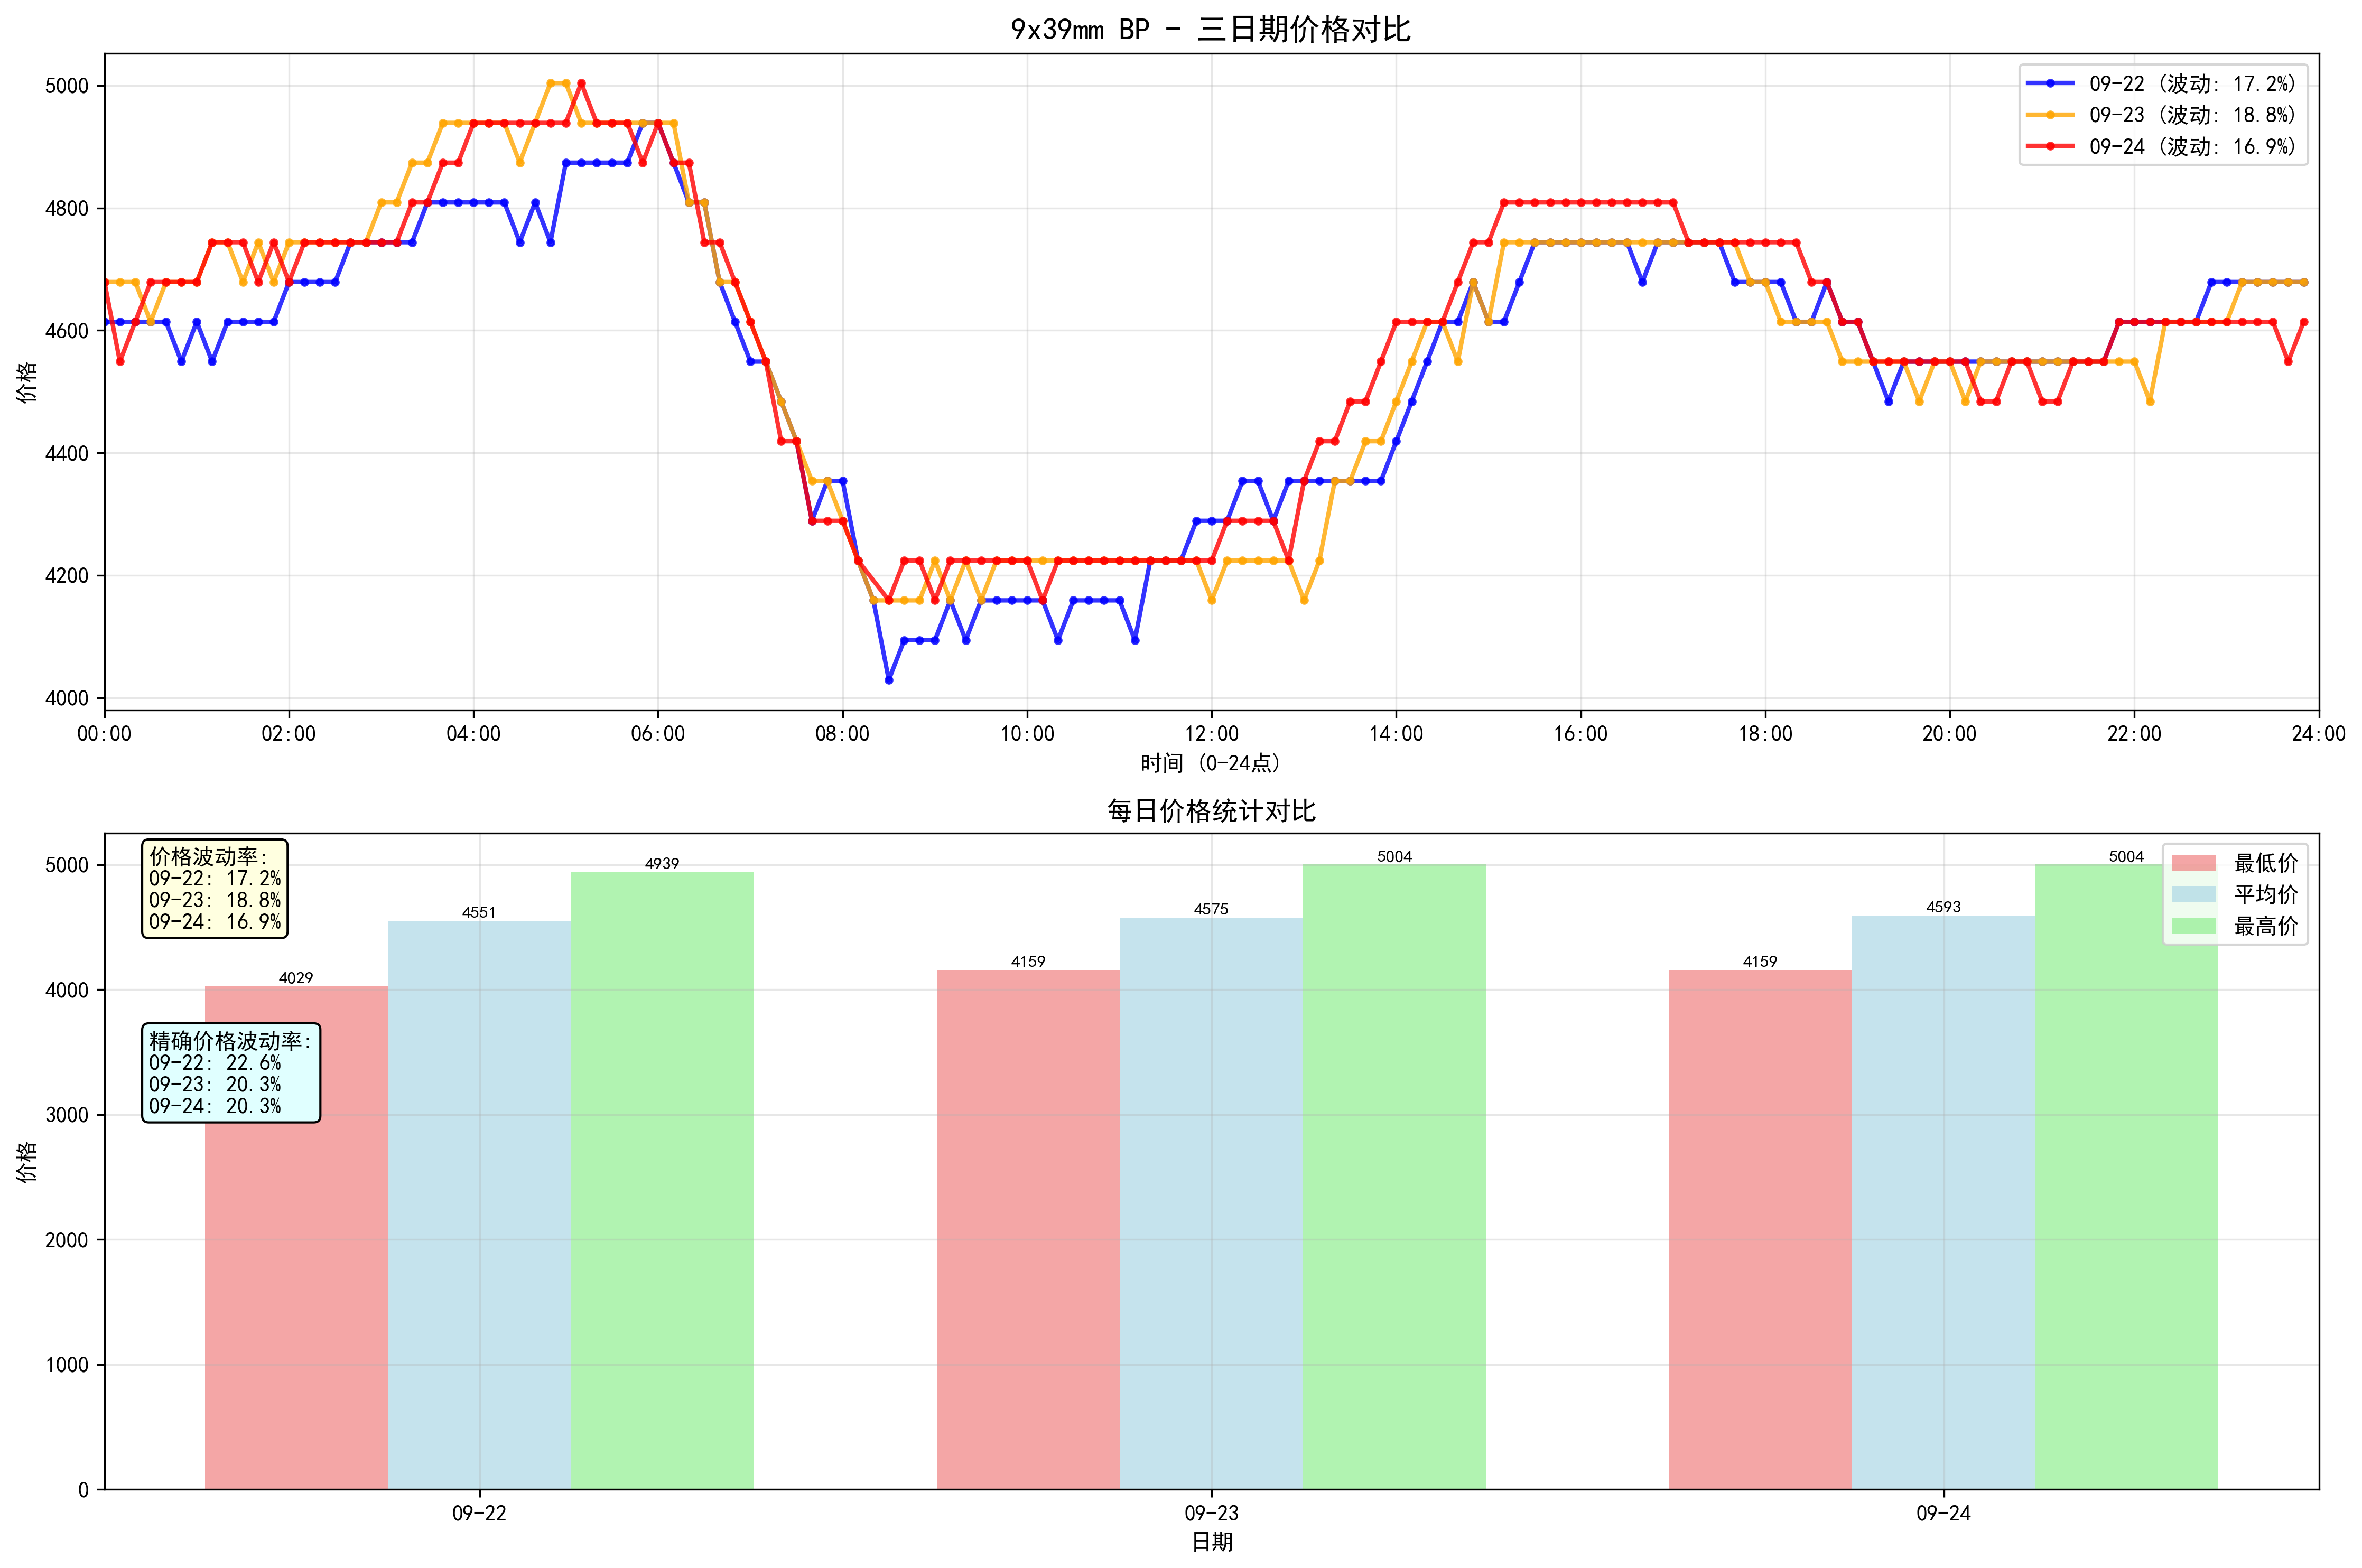 9x39mm BP - 三日期价格对比
09-22 (波动: 17.2%)
09-23 (波动: 18.8%)
09-24 (波动: 16.9%)
5000
4800
4600
4400
4200
4000
价格
00:00 02:00 04:00 06:00 08:00 10:00 12:00 14:00 16:00 18:00 20:00 22:00 24:00
时间 (0-24点)
每日价格统计对比
价格波动率:
09-22: 17.2%
09-23: 18.8%
09-24: 16.9%
精确价格波动率:
09-22: 22.6%
09-23: 20.3%
09-24: 20.3%
4029 4551 4939 4159 4575 5004 4159 4593 5004
最低价
平均价
最高价
5000
4000
3000
2000
1000
0
价格
09-22 09-23 09-24
日期